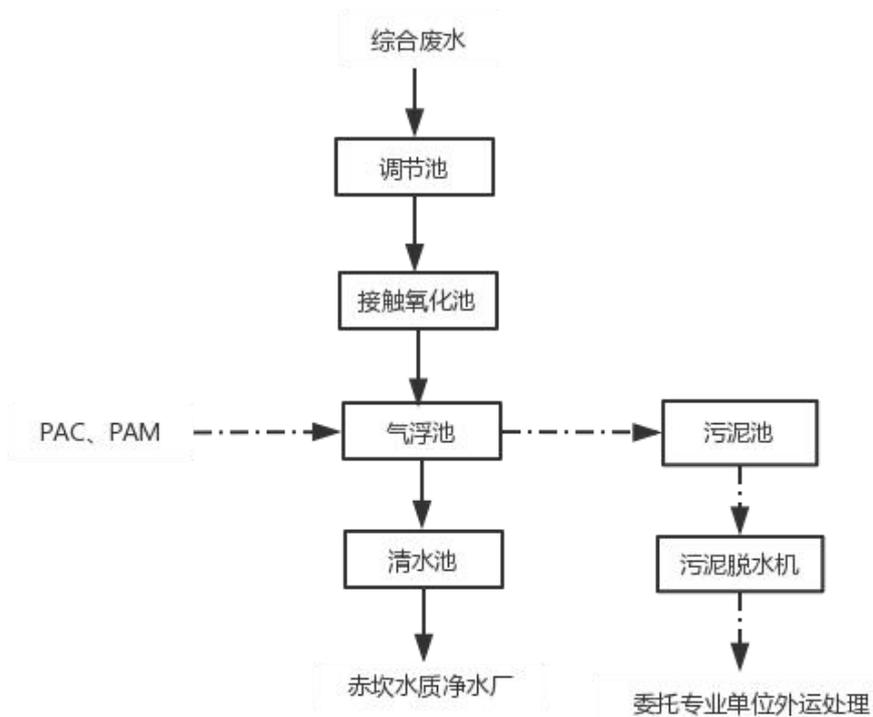 综合废水
调节池
接触氧化池
PAC、PAM
气浮池
污泥池
清水池
污泥脱水机
赤坎水质净水厂
委托专业单位外运处理